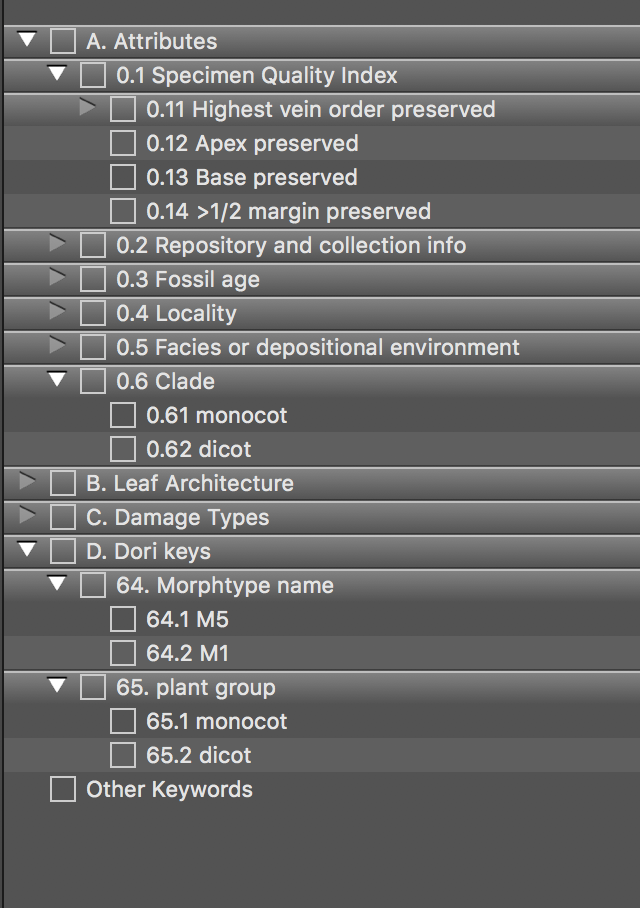 A. Attributes
0.1 Specimen Quality Index
0.11 Highest vein order preserved
0.12 Apex preserved
0.13 Base preserved
0.14 >1/2 margin preserved
0.2 Repository and collection info
0.3 Fossil age
0.4 Locality
0.5 Facies or depositional environment
0.6 Clade
0.61 monocot
0.62 dicot
B. Leaf Architecture
C. Damage Types
D. Dori keys
64. Morphtype name
64.1 M5
64.2 M1
65. plant group
65.1 monocot
65.2 dicot
Other Keywords